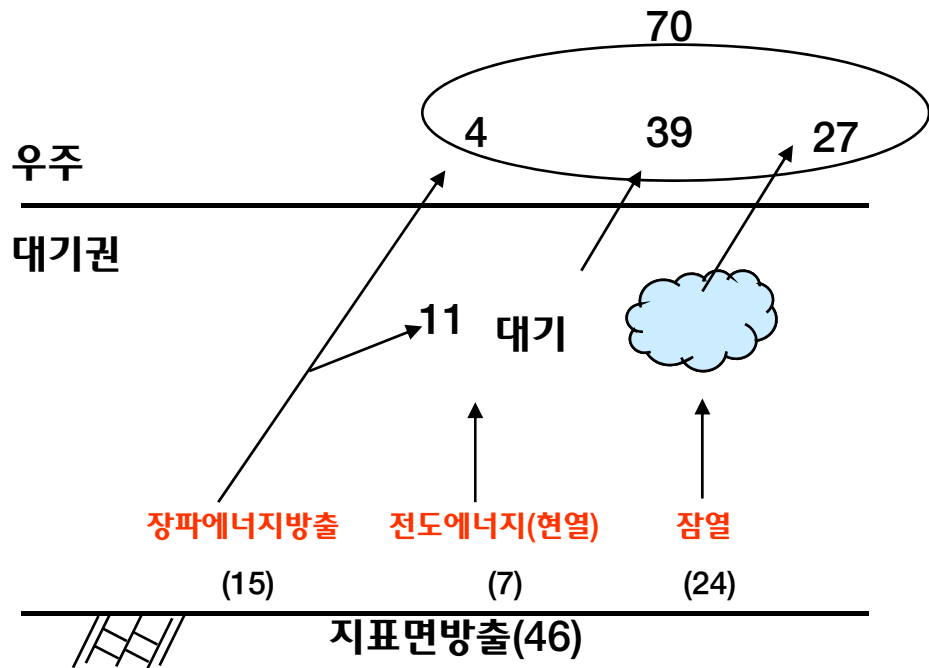 70
4 39 27
우주
대기권
11 대기
장파에너지방출 전도에너지(현열) 잠열
(15) (7) (24)
지표면방출(46)